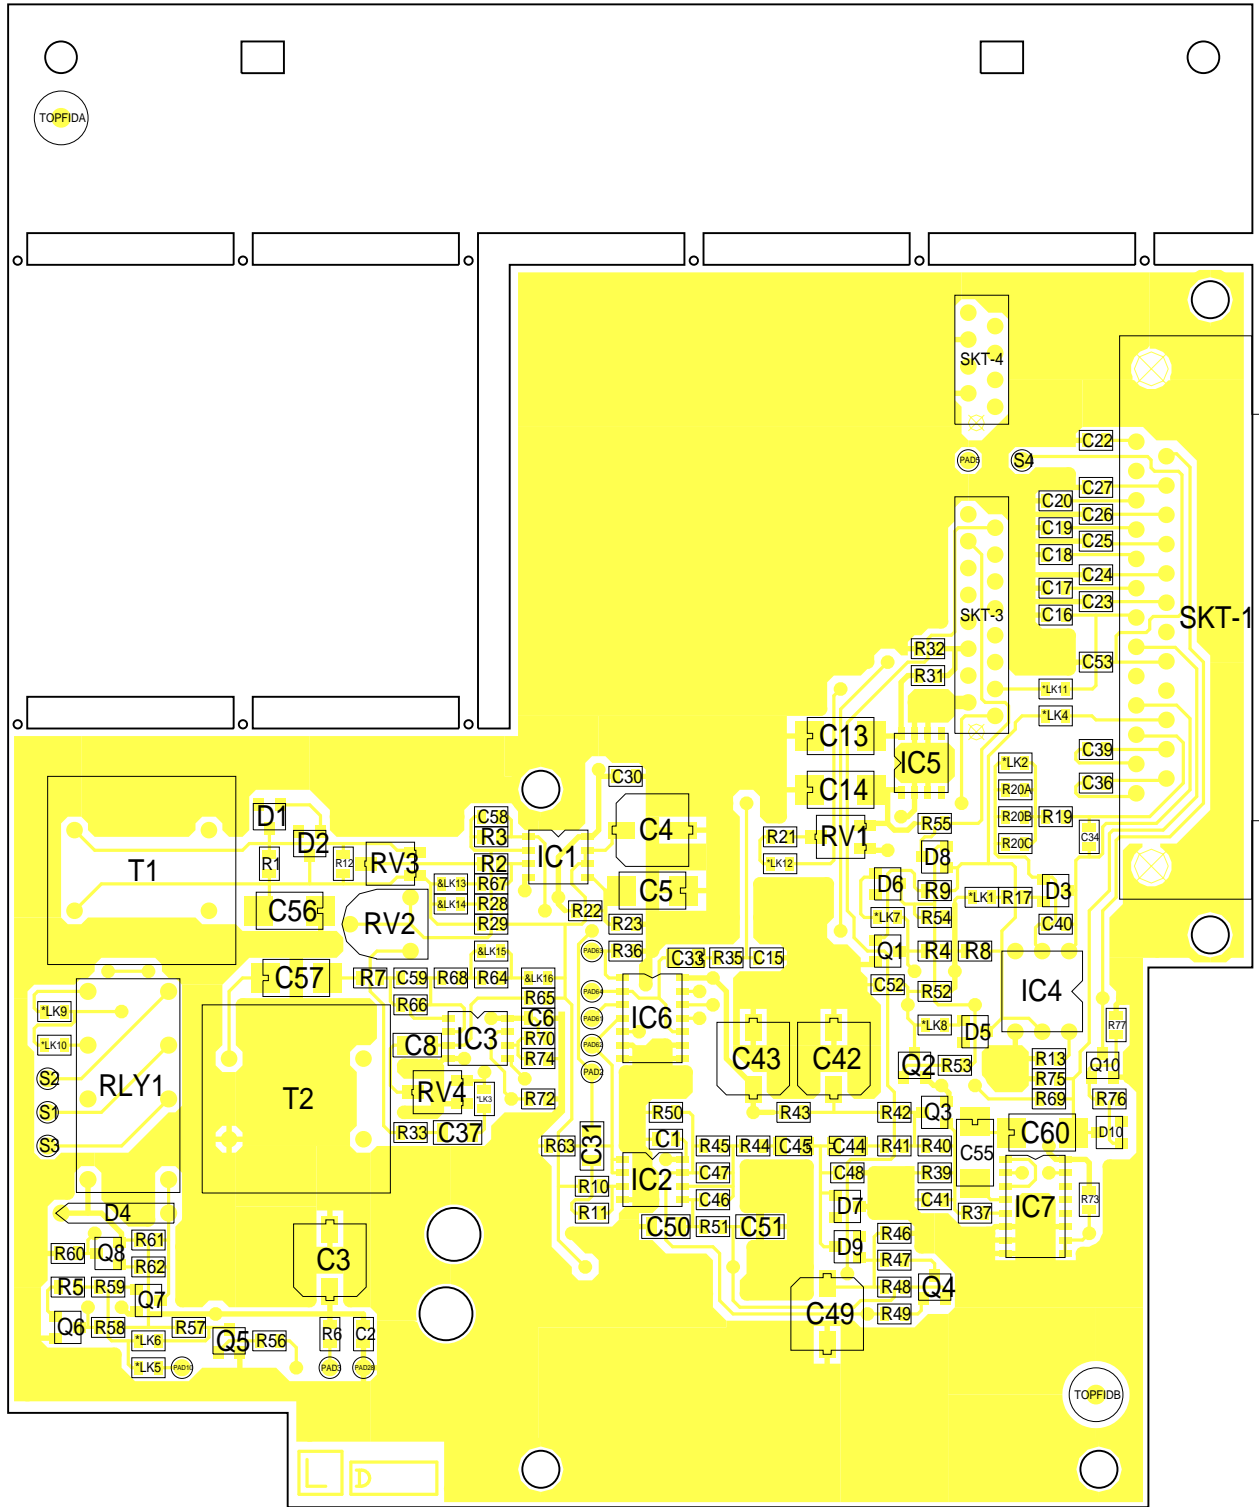 TOPFIDA
SKT-4
C22
PAD5 S4
C27
C20
C26
C19
C25
C18
C24
C17
C23
C16
SKT-3
SKT-1
R32
C53
R31
*LK11
*LK4
C13
C39
IC5
*LK2
C30
C36
C14
R20A
D1
C58
R55
R20B R19
C4
RV1
R3
R21
C34
D2
R20C
IC1
D8
T1
R1
R12
RV3
R2
*LK12
&LK13 R67
D6
R9
D3
C5
*LK1 R17
&LK14 R28
C56
R22
*LK7
R54
RV2
R29
R23
C40
PAD63
R36
Q1
R4
R8
&LK15
C33 R35 C15
C57
R7
C59
R68
R64
&LK16
C52
R52
IC4
PAD64
R66
R65
*LK9
IC6
PAD61
C6
*LK8
D5
R77
IC3
R70
*LK10
C8
PAD62
C43
C42
R74
Q2
R53
R13
Q10
S2
RLY1
PAD2
R75
RV4
*LK3
R72
T2
R69
R76
S1
R50
R43
R42
Q3
R33
C37
C60
D10
S3
R63
C31
C1
R45
R44
C45
C44
R41
R40
C55
IC2
C47
C48
R39
R10
C46
C41
IC7
R73
D4
R11
D7
R37
C50
R51
C51
R61
R46
R60
Q8
C3
D9
R62
R47
R5
R59
Q7
R48
Q4
C49
R49
Q6
R58
R57
*LK6
Q5
R56
R6
C2
*LK5
PAD10
PAD3
PAD28
TOPFIDB
L D